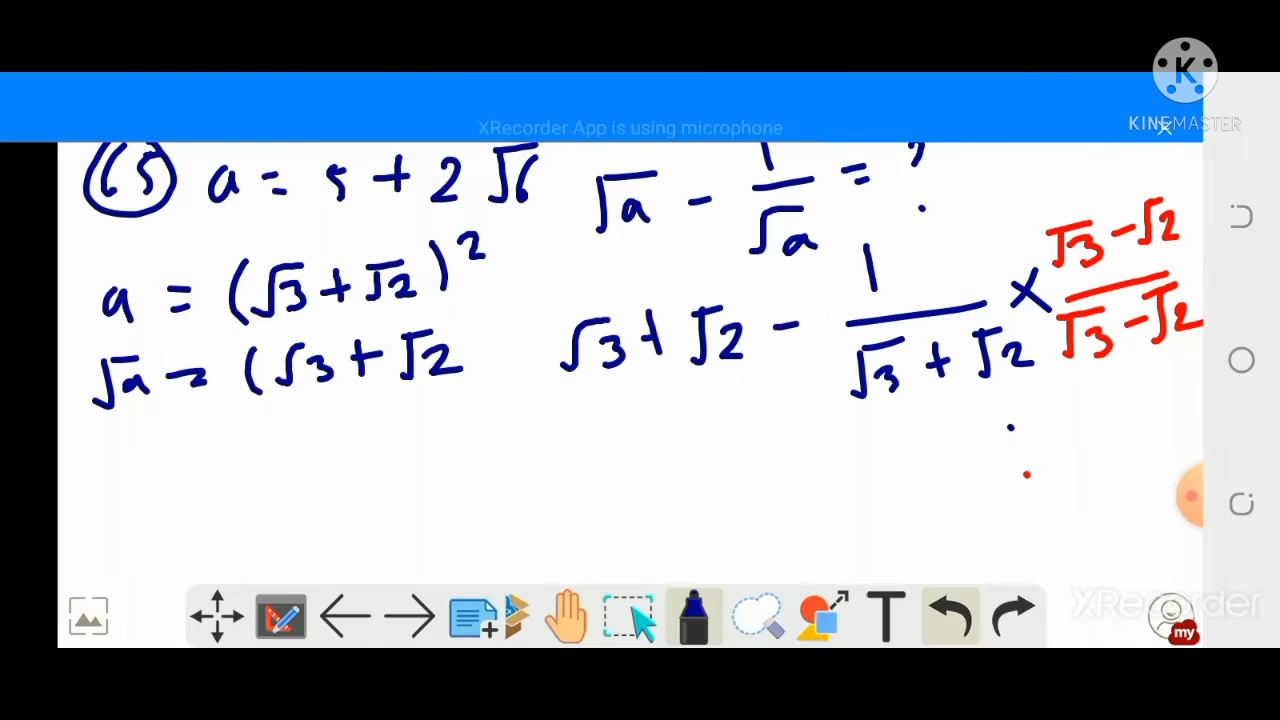 KINEMASTER
XRecorder App is using microphone
65 a = 5 + 2√6 √a - 1/√a = ?
a = (√3 + √2)²
√a = (√3 + √2
√3 + √2 - 1/(√3 + √2) × (√3 - √2)/(√3 - √2)
T
my
XRecorder